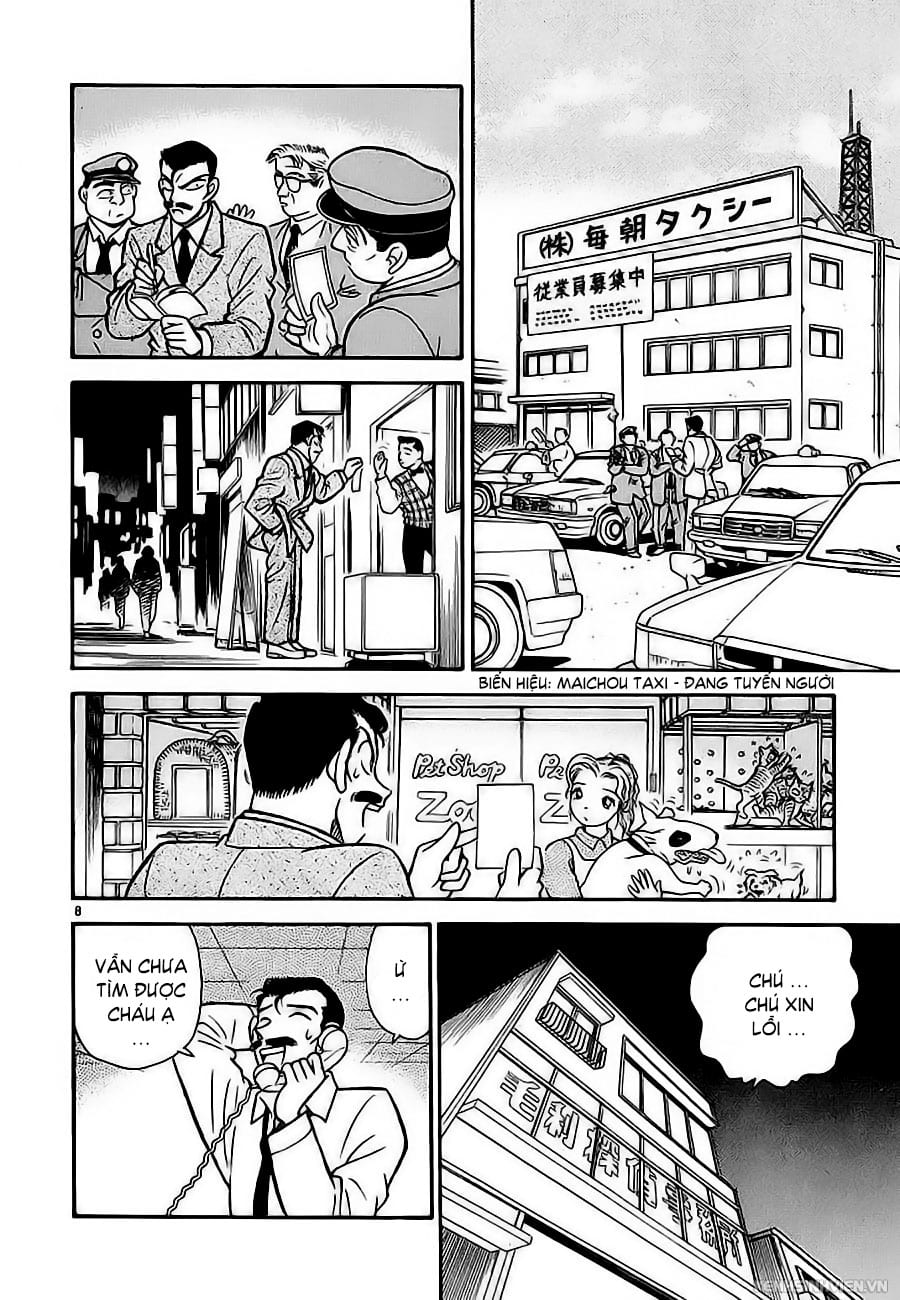 (株) 毎朝タクシー
従業員募集中
BIỂN HIỆU: MAICHOU TAXI - ĐANG TUYỂN NGƯỜI
Pet Shop
Zo
Pe
Z
8
CHÚ ...
CHÚ XIN
LỖI ...
毛利探偵事務所
Ừ
...
VẪN CHƯA
TÌM ĐƯỢC
CHÁU Ạ
...